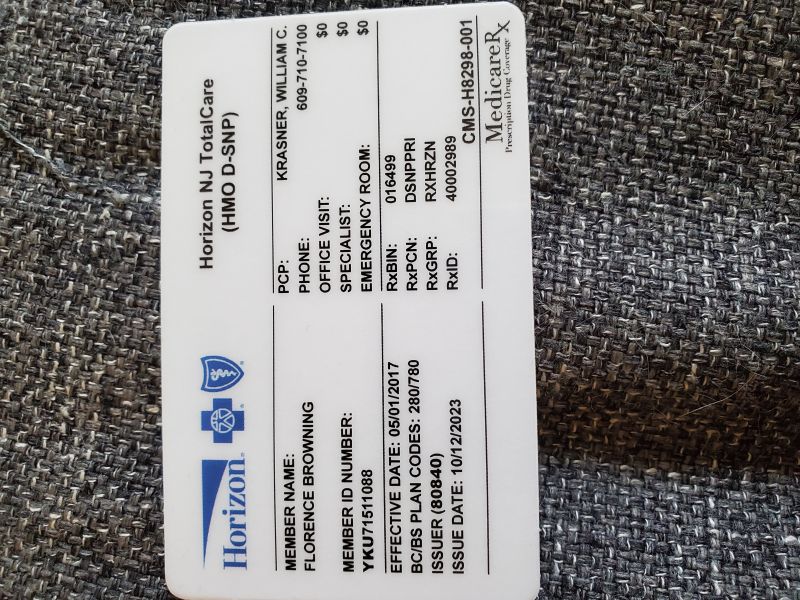 Horizon
Horizon NJ TotalCare
(HMO D-SNP)
MEMBER NAME:
FLORENCE BROWNING
MEMBER ID NUMBER:
YKU71511088
EFFECTIVE DATE: 05/01/2017
BC/BS PLAN CODES: 280/780
ISSUER (80840)
ISSUE DATE: 10/12/2023
PCP: KRASNER, WILLIAM C.
PHONE: 609-710-7100
OFFICE VISIT: $0
SPECIALIST: $0
EMERGENCY ROOM: $0
RxBIN: 016499
RxPCN: DSNPPRI
RxGRP: RXHRZN
RxID: 40002989
CMS-H8298-001
MedicareRx
Prescription Drug Coverage